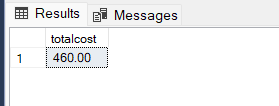 Results Messages
totalcost
1 460.00